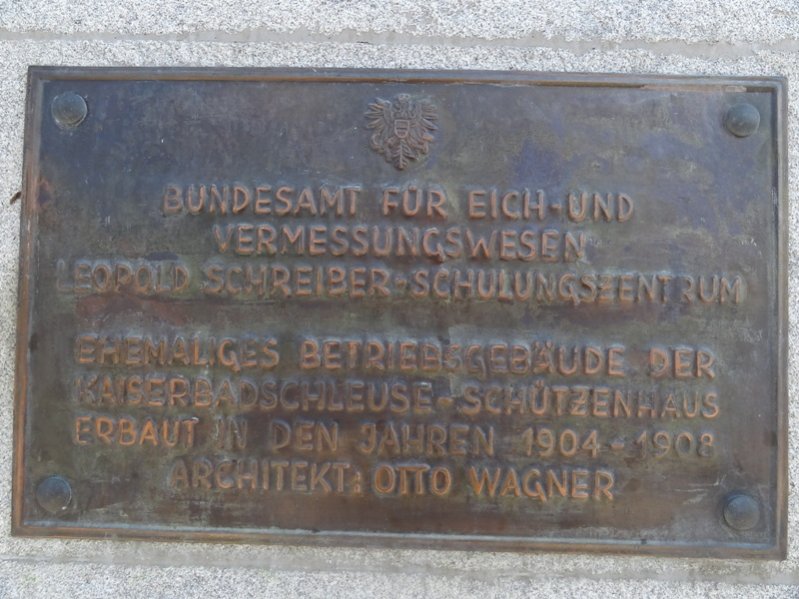 BUNDESAMT FÜR EICH-UND
VERMESSUNGSWESEN
LEOPOLD SCHREIBER-SCHULUNGSZENTRUM
EHEMALIGES BETRIEBSGEBÄUDE DER
KAISERBADSCHLEUSE-SCHÜTZENHAUS
ERBAUT IN DEN JAHREN 1904-1908
ARCHITEKT: OTTO WAGNER